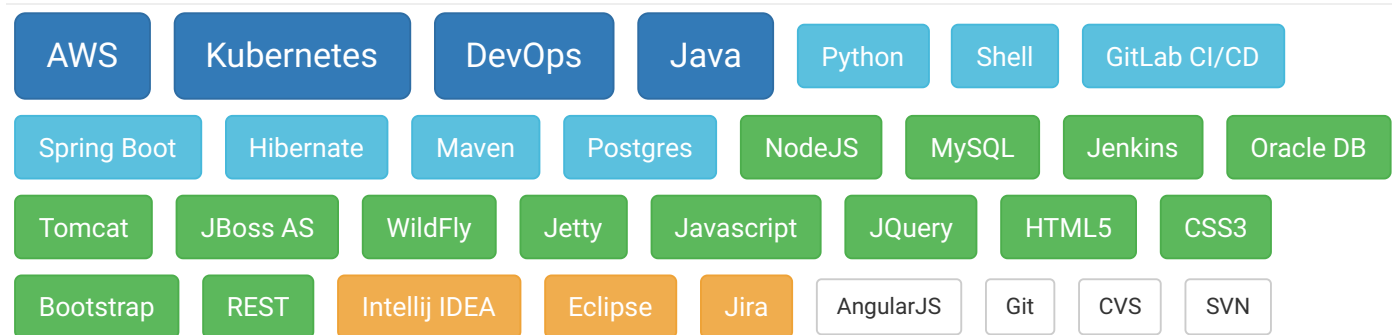 AWS Kubernetes DevOps Java Python Shell GitLab CI/CD
Spring Boot Hibernate Maven Postgres NodeJS MySQL Jenkins Oracle DB
Tomcat JBoss AS WildFly Jetty Javascript JQuery HTML5 CSS3
Bootstrap REST Intellij IDEA Eclipse Jira AngularJS Git CVS SVN